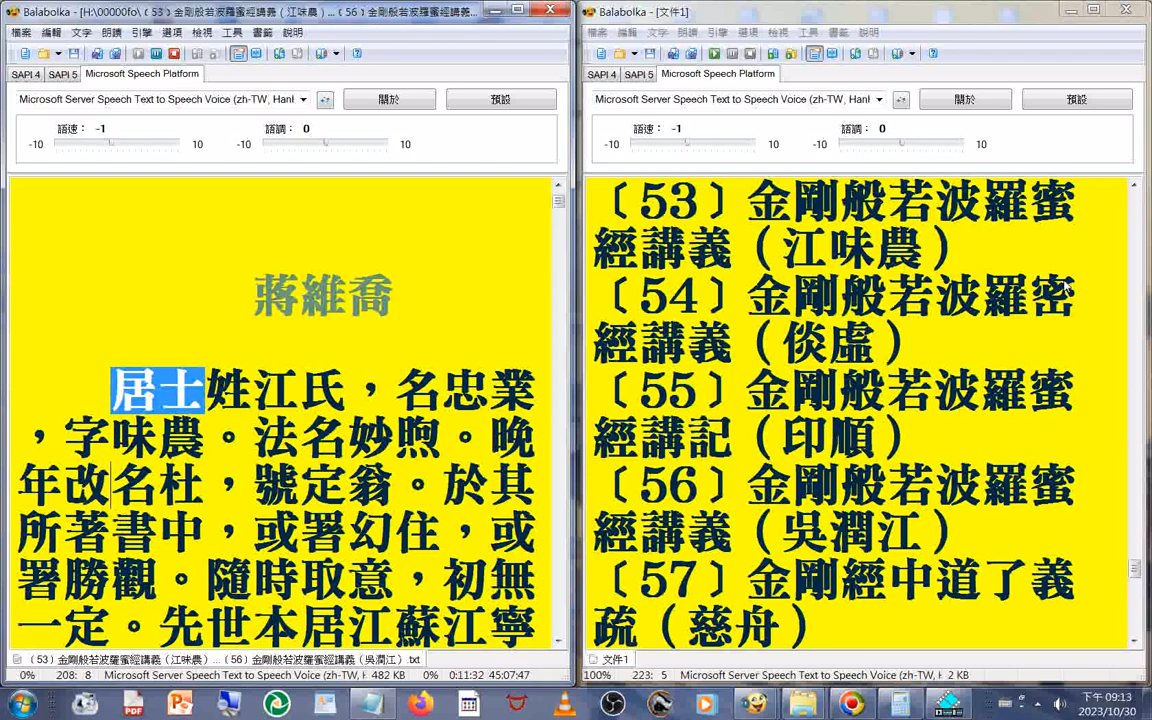 Balabolka - [H:\00000fo\﹝53﹞金剛般若波羅蜜經講義（江味農）...﹝56﹞金剛般若波羅蜜經講義...
檔案 編輯 文字 朗讀 引擎 選項 檢視 工具 書籤 說明
SAPI 4 SAPI 5 Microsoft Speech Platform
Microsoft Server Speech Text to Speech Voice (zh-TW, Hanl
關於 預設
語速： -1 語調： 0
-10 10 -10 10
蔣維喬
居士姓江氏，名忠業
，字味農。法名妙煦。晚
年改名杜，號定翁。於其
所著書中，或署幻住，或
署勝觀。隨時取意，初無
一定。先世本居江蘇江寧
﹝53﹞金剛般若波羅蜜經講義（江味農）...﹝56﹞金剛般若波羅蜜經講義（吳潤江）.txt
0% 208: 8 Microsoft Server Speech Text to Speech Voice (zh-TW, H 482 KB 0% 0:11:32 45:07:47
Balabolka - [文件1]
檔案 編輯 文字 朗讀 引擎 選項 檢視 工具 書籤 說明
SAPI 4 SAPI 5 Microsoft Speech Platform
Microsoft Server Speech Text to Speech Voice (zh-TW, Hanl
關於 預設
語速： -1 語調： 0
-10 10 -10 10
﹝53﹞金剛般若波羅蜜
經講義（江味農）
﹝54﹞金剛般若波羅密
經講義（倓虛）
﹝55﹞金剛般若波羅蜜
經講記（印順）
﹝56﹞金剛般若波羅蜜
經講義（吳潤江）
﹝57﹞金剛經中道了義
疏（慈舟）
文件1
100% 223: 5 Microsoft Server Speech Text to Speech Voice (zh-TW, H 2 KB
下午 09:13
2023/10/30